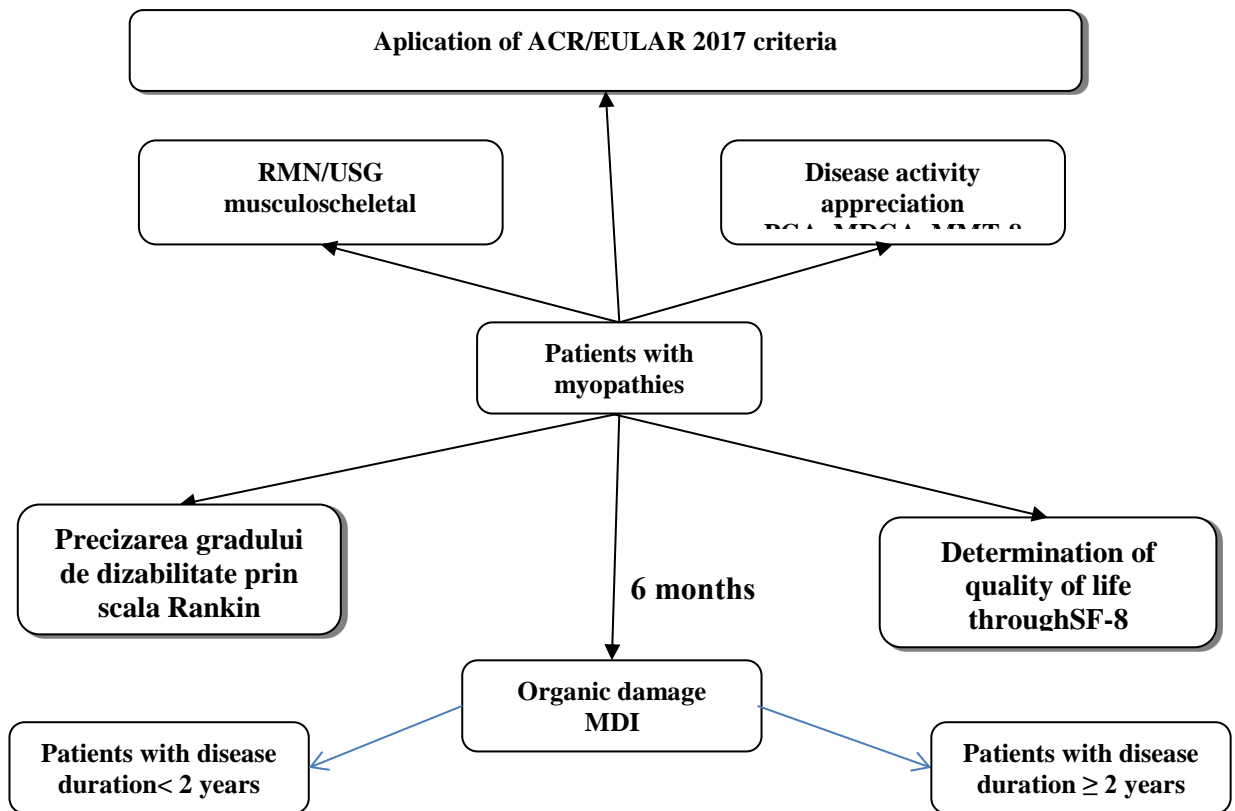 Aplication of ACR/EULAR 2017 criteria
RMN/USG
musculoscheletal
Disease activity
appreciation
Patients with
myopathies
Precizarea gradului
de dizabilitate prin
scala Rankin
6 months
Determination of
quality of life
throughSF-8
Organic damage
MDI
Patients with disease
duration< 2 years
Patients with disease
duration ≥ 2 years